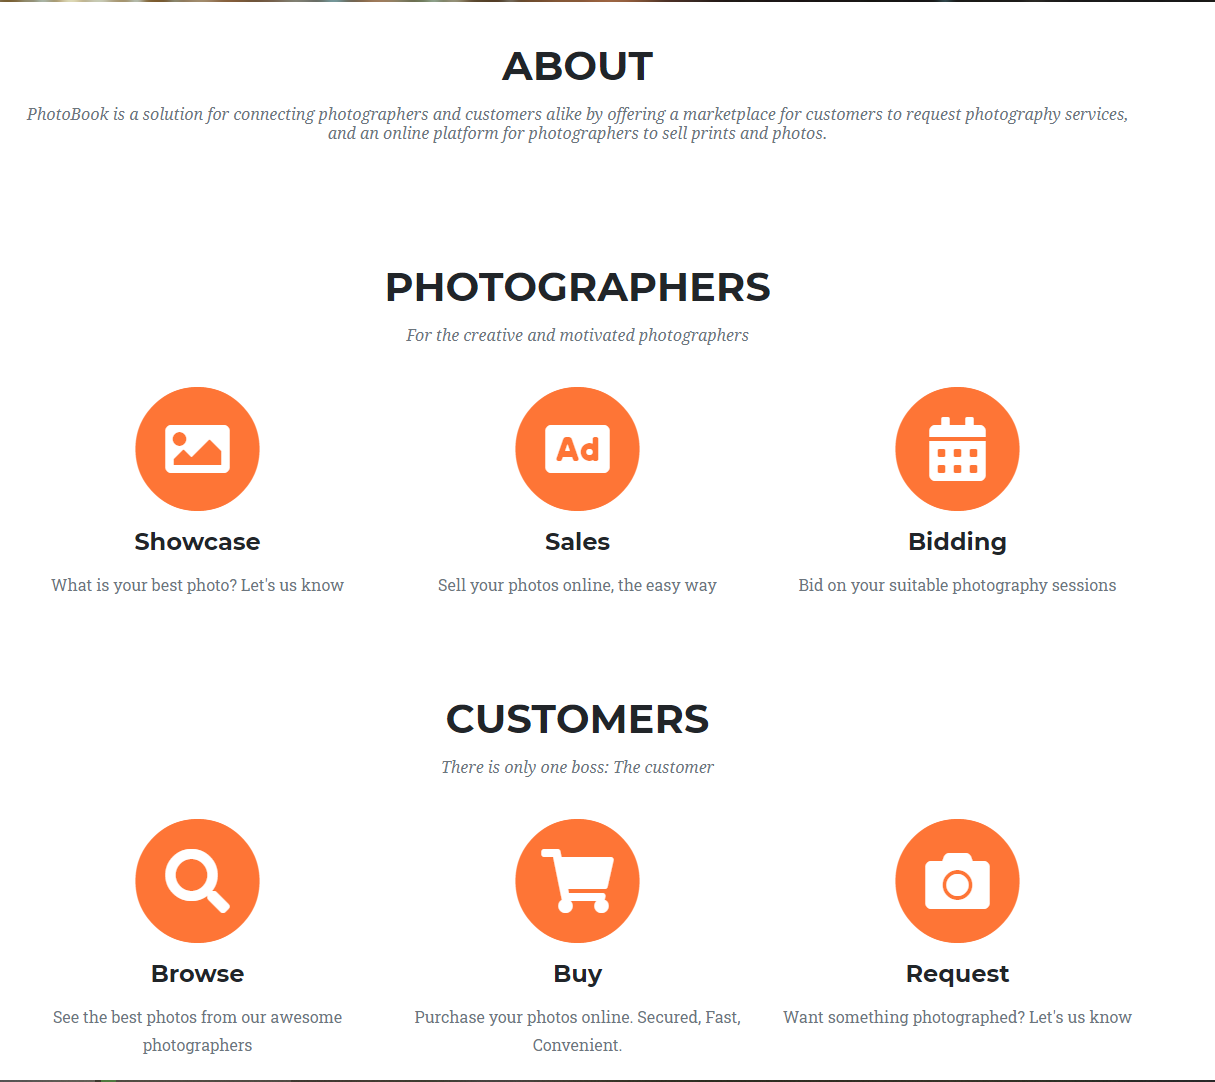 ABOUT
PhotoBook is a solution for connecting photographers and customers alike by offering a marketplace for customers to request photography services,
and an online platform for photographers to sell prints and photos.
PHOTOGRAPHERS
For the creative and motivated photographers
Ad
Showcase
Sales
Bidding
What is your best photo? Let's us know
Sell your photos online, the easy way
Bid on your suitable photography sessions
CUSTOMERS
There is only one boss: The customer
Browse
Buy
Request
See the best photos from our awesome
photographers
Purchase your photos online. Secured, Fast,
Convenient.
Want something photographed? Let's us know